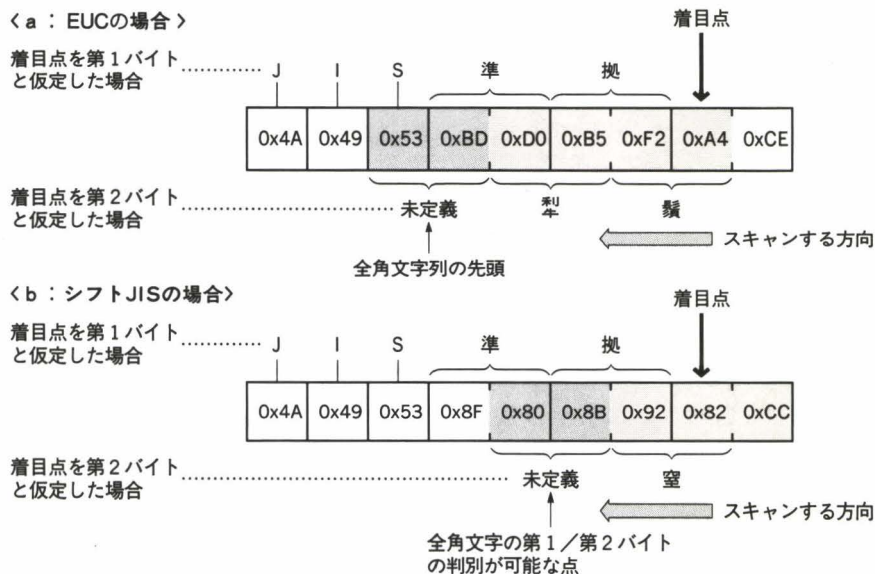 〈a：EUCの場合〉
着目点
着目点を第1バイト
と仮定した場合
J I S 準 拠
0x4A 0x49 0x53 0xBD 0xD0 0xB5 0xF2 0xA4 0xCE
着目点を第2バイト
と仮定した場合
未定義 犂 鬚
スキャンする方向
全角文字列の先頭
〈b：シフトJISの場合〉
着目点
着目点を第1バイト
と仮定した場合
J I S 準 拠
0x4A 0x49 0x53 0x8F 0x80 0x8B 0x92 0x82 0xCC
着目点を第2バイト
と仮定した場合
未定義 窒
スキャンする方向
全角文字の第1／第2バイト
の判別が可能な点